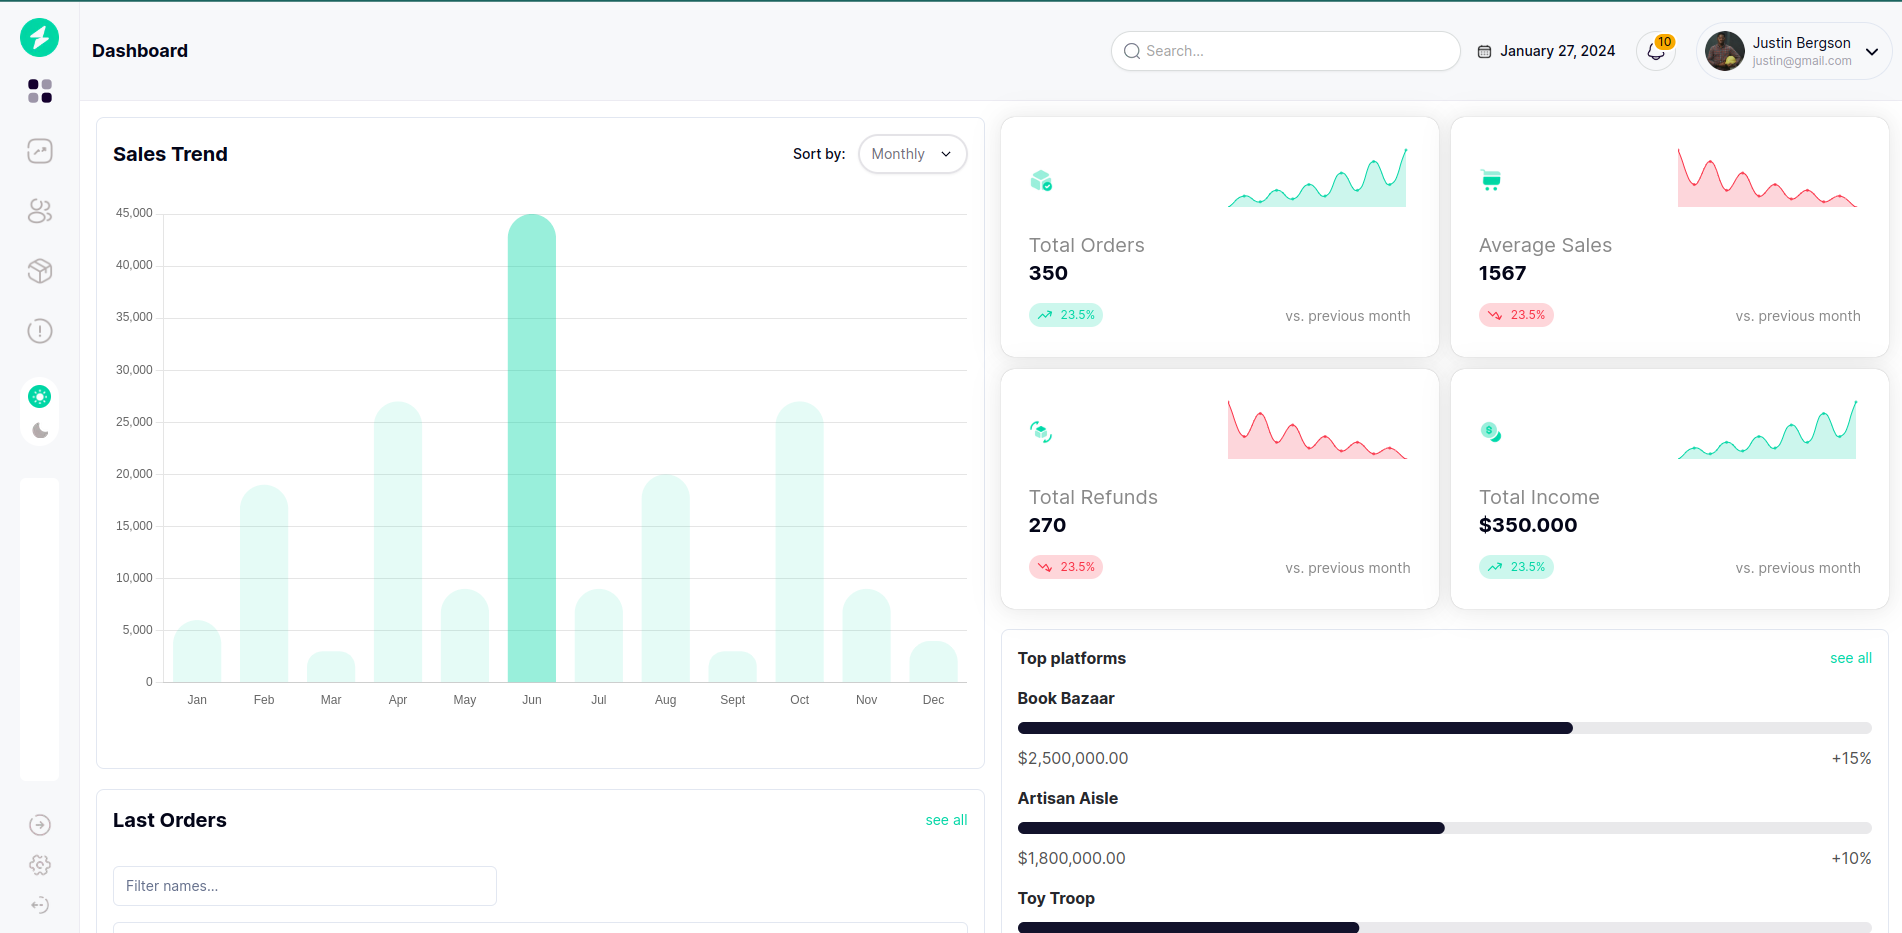 Dashboard
Search...
January 27, 2024
10
Justin Bergson
justin@gmail.com
Sales Trend
Sort by:
Monthly
45,000
40,000
35,000
30,000
25,000
20,000
15,000
10,000
5,000
0
Jan Feb Mar Apr May Jun Jul Aug Sept Oct Nov Dec
Total Orders
350
23.5%
vs. previous month
Average Sales
1567
23.5%
vs. previous month
Total Refunds
270
23.5%
vs. previous month
Total Income
$350.000
23.5%
vs. previous month
Last Orders
see all
Filter names...
Top platforms
see all
Book Bazaar
$2,500,000.00
+15%
Artisan Aisle
$1,800,000.00
+10%
Toy Troop